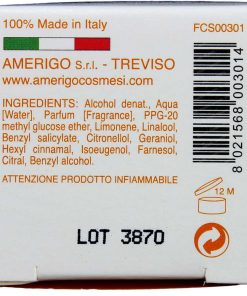 100% Made in Italy
FCS00301
AMERIGO S.r.l. - TREVISO
www.amerigocosmesi.com
INGREDIENTS: Alcohol denat., Aqua
[Water], Parfum [Fragrance], PPG-20
methyl glucose ether, Limonene, Linalool,
Benzyl salicylate, Citronellol, Geraniol,
Hexyl cinnamal, Isoeugenol, Farnesol,
Citral, Benzyl alcohol.
ATTENZIONE PRODOTTO INFIAMMABILE
8 021568 003014
12 M
LOT 3870